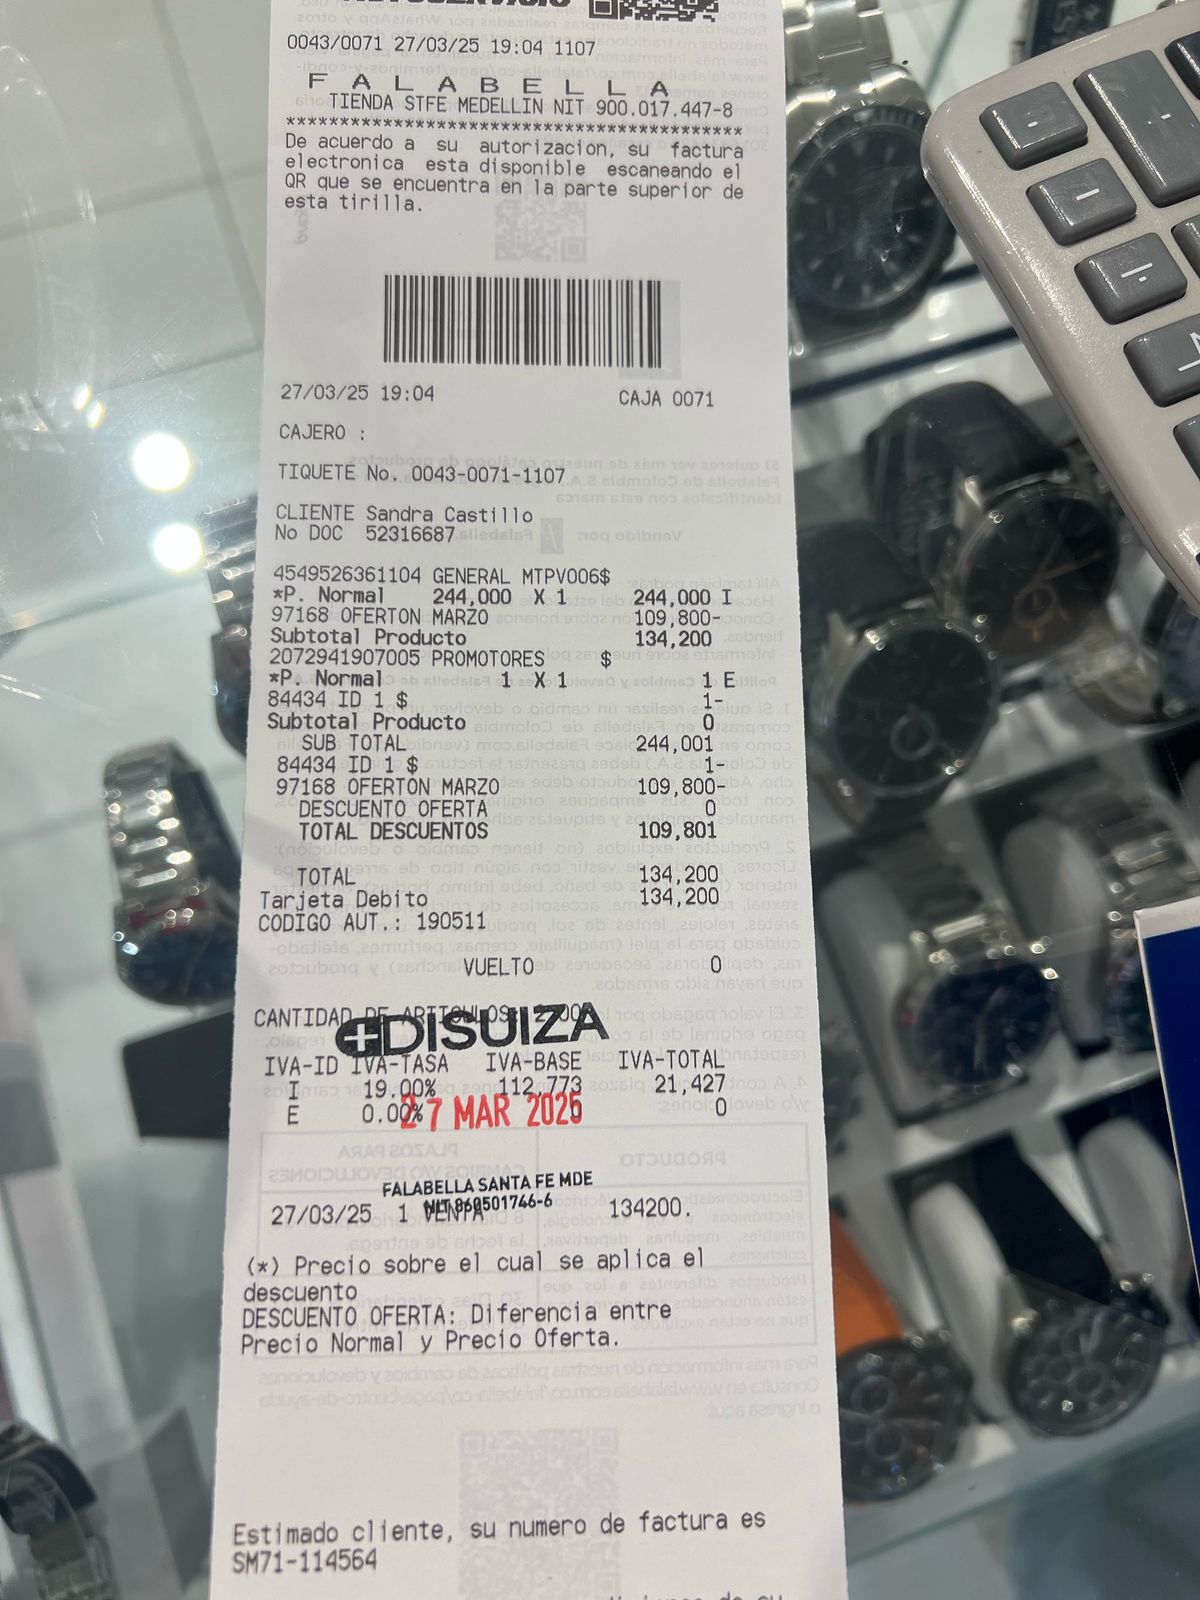 0043/0071 27/03/25 19:04 1107
FALABELLA
TIENDA STFE MEDELLIN NIT 900.017.447-8
******************************************
De acuerdo a su autorizacion, su factura
electronica esta disponible escaneando el
QR que se encuentra en la parte superior de
esta tirilla.
27/03/25 19:04 CAJA 0071
CAJERO :
TIQUETE No. 0043-0071-1107
CLIENTE Sandra Castillo
No DOC 52316687
4549526361104 GENERAL MTPV006$
*P. Normal 244,000 X 1 244,000 I
97168 OFERTON MARZO 109,800-
Subtotal Producto 134,200
2072941907005 PROMOTORES $
*P. Normal 1 X 1 1 E
84434 ID 1 $ 1-
Subtotal Producto 0
SUB TOTAL 244,001
84434 ID 1 $ 1-
97168 OFERTON MARZO 109,800-
DESCUENTO OFERTA 0
TOTAL DESCUENTOS 109,801
TOTAL 134,200
Tarjeta Debito 134,200
CODIGO AUT.: 190511
VUELTO 0
CANTIDAD DE ARTICULOS:
DISUIZA
IVA-ID IVA-TASA IVA-BASE IVA-TOTAL
I 19.00% 112,773 21,427
E 0.00% 0 0
27 MAR 2025
FALABELLA SANTA FE MDE
NIT 860501746-6
27/03/25 1 VENTA 134200.
(*) Precio sobre el cual se aplica el
descuento
DESCUENTO OFERTA: Diferencia entre
Precio Normal y Precio Oferta.
Estimado cliente, su numero de factura es
SM71-114564